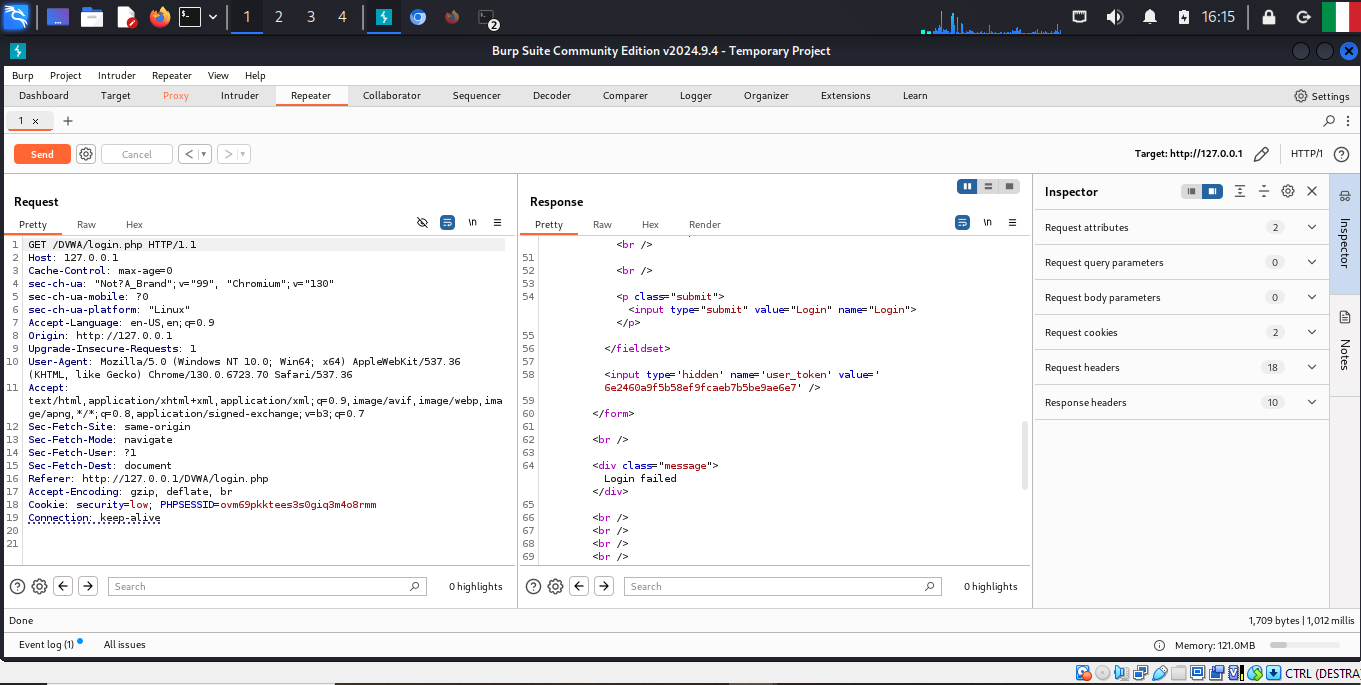 1 2 3 4 2 16:15
Burp Suite Community Edition v2024.9.4 - Temporary Project
Burp Project Intruder Repeater View Help
Dashboard Target Proxy Intruder Repeater Collaborator Sequencer Decoder Comparer Logger Organizer Extensions Learn Settings
1 × +
Send Cancel < > Target: http://127.0.0.1 HTTP/1 ?
Request
Pretty Raw Hex \n
1 GET /DVWA/login.php HTTP/1.1
2 Host: 127.0.0.1
3 Cache-Control: max-age=0
4 sec-ch-ua: "Not?A_Brand";v="99", "Chromium";v="130"
5 sec-ch-ua-mobile: ?0
6 sec-ch-ua-platform: "Linux"
7 Accept-Language: en-US,en;q=0.9
8 Origin: http://127.0.0.1
9 Upgrade-Insecure-Requests: 1
10 User-Agent: Mozilla/5.0 (Windows NT 10.0; Win64; x64) AppleWebKit/537.36
(KHTML, like Gecko) Chrome/130.0.6723.70 Safari/537.36
11 Accept:
text/html,application/xhtml+xml,application/xml;q=0.9,image/avif,image/webp,ima
ge/apng,*/*;q=0.8,application/signed-exchange;v=b3;q=0.7
12 Sec-Fetch-Site: same-origin
13 Sec-Fetch-Mode: navigate
14 Sec-Fetch-User: ?1
15 Sec-Fetch-Dest: document
16 Referer: http://127.0.0.1/DVWA/login.php
17 Accept-Encoding: gzip, deflate, br
18 Cookie: security=low; PHPSESSID=ovm69pkktees3s0giq3m4o8rmm
19 Connection: keep-alive
20
21
? Search 0 highlights
Response
Pretty Raw Hex Render \n
<br />
51
52 <br />
53
54 <p class="submit">
<input type="submit" value="Login" name="Login">
</p>
55
56 </fieldset>
57
58 <input type='hidden' name='user_token' value='
6e2460a9f5b58ef9fcaeb7b5be9ae6e7' />
59
60 </form>
61
62 <br />
63
64 <div class="message">
Login failed
</div>
65
66 <br />
67 <br />
68 <br />
69 <br />
? Search 0 highlights
Inspector
Request attributes 2
Request query parameters 0
Request body parameters 0
Request cookies 2
Request headers 18
Response headers 10
Inspector
Notes
Done 1,709 bytes | 1,012 millis
Event log (1) All issues Memory: 121.0MB
CTRL (DESTRA